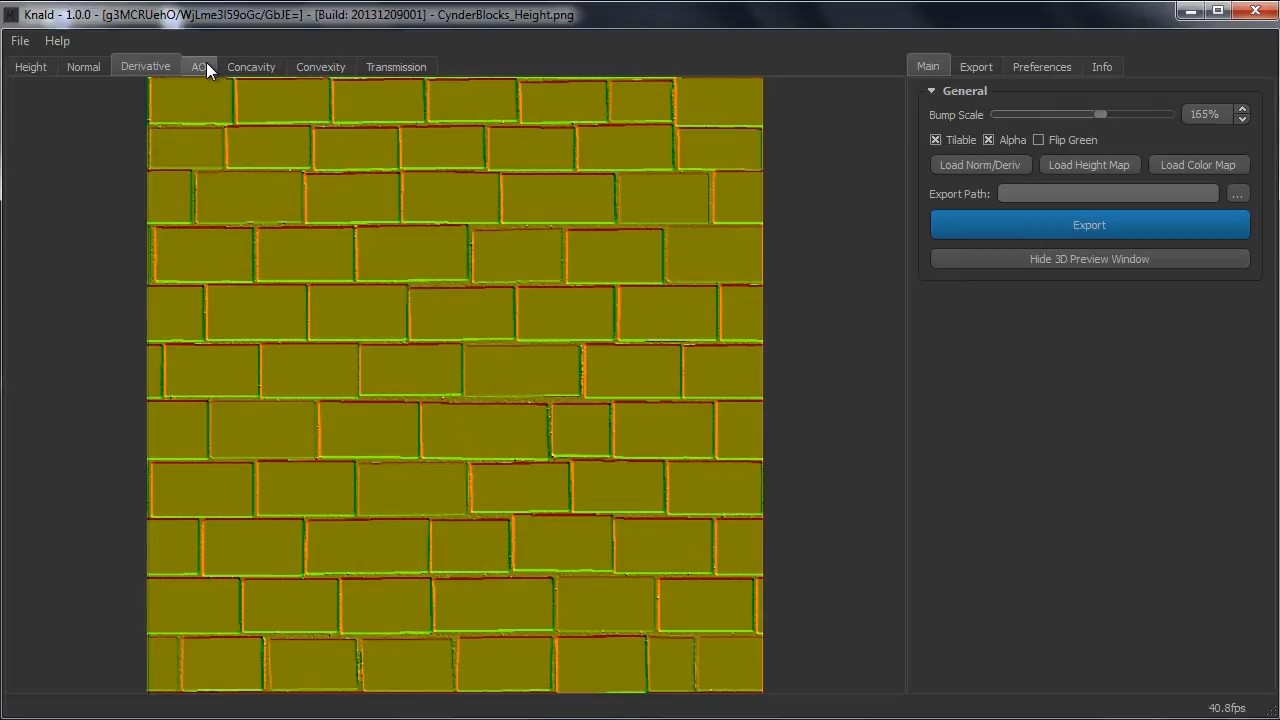 Knald - 1.0.0 - [g3MCRUehO/WjLme3l59oGc/GbJE=] - [Build: 20131209001] - CynderBlocks_Height.png
File Help
Height Normal Derivative AO Concavity Convexity Transmission
Main Export Preferences Info
General
Bump Scale 165%
Tilable Alpha Flip Green
Load Norm/Deriv Load Height Map Load Color Map
Export Path: ...
Export
Hide 3D Preview Window
40.8fps